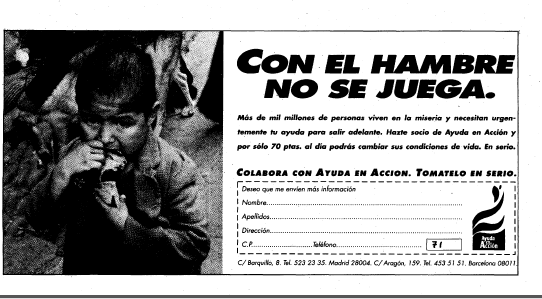 CON EL HAMBRE
NO SE JUEGA.
Más de mil millones de personas viven en la miseria y necesitan urgen-
temente tu ayuda para salir adelante. Hazte socio de Ayuda en Acción y
por sólo 70 ptas. al día podrás cambiar sus condiciones de vida. En serio.
COLABORA CON AYUDA EN ACCION. TOMATELO EN SERIO.
Deseo que me envíen más información
Nombre
Apellidos
Dirección
C.P. Teléfono 71
Ayuda en Acción
C/ Barquillo, 8. Tel. 523 23 35. Madrid 28004. C/ Aragón, 159. Tel. 453 51 51. Barcelona 08011.